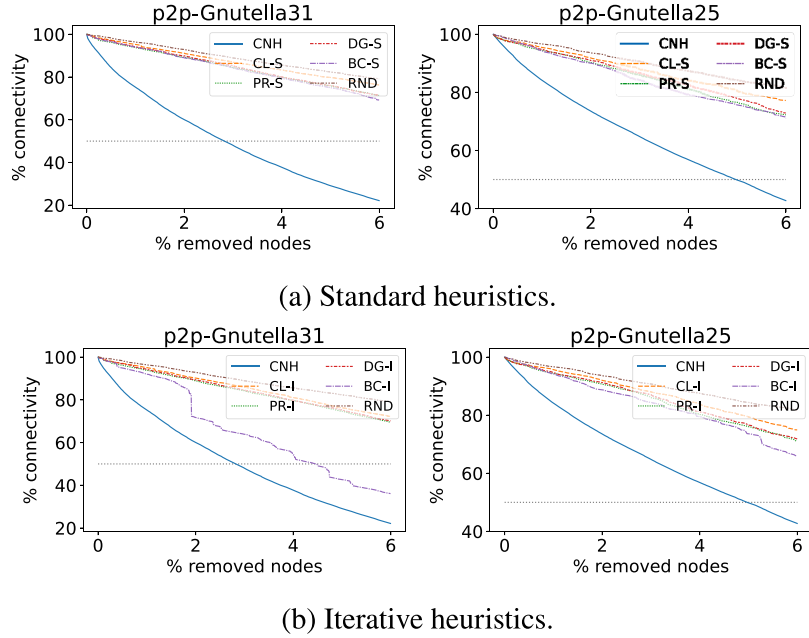 p2p-Gnutella31
% connectivity
100
80
60
40
20
0
2
4
6
% removed nodes
CNH
CL-S
PR-S
DG-S
BC-S
RND
p2p-Gnutella25
% connectivity
100
80
60
40
0
2
4
6
% removed nodes
CNH
CL-S
PR-S
DG-S
BC-S
RND
(a) Standard heuristics.
p2p-Gnutella31
% connectivity
100
80
60
40
20
0
2
4
6
% removed nodes
CNH
CL-I
PR-I
DG-I
BC-I
RND
p2p-Gnutella25
% connectivity
100
80
60
40
0
2
4
6
% removed nodes
CNH
CL-I
PR-I
DG-I
BC-I
RND
(b) Iterative heuristics.